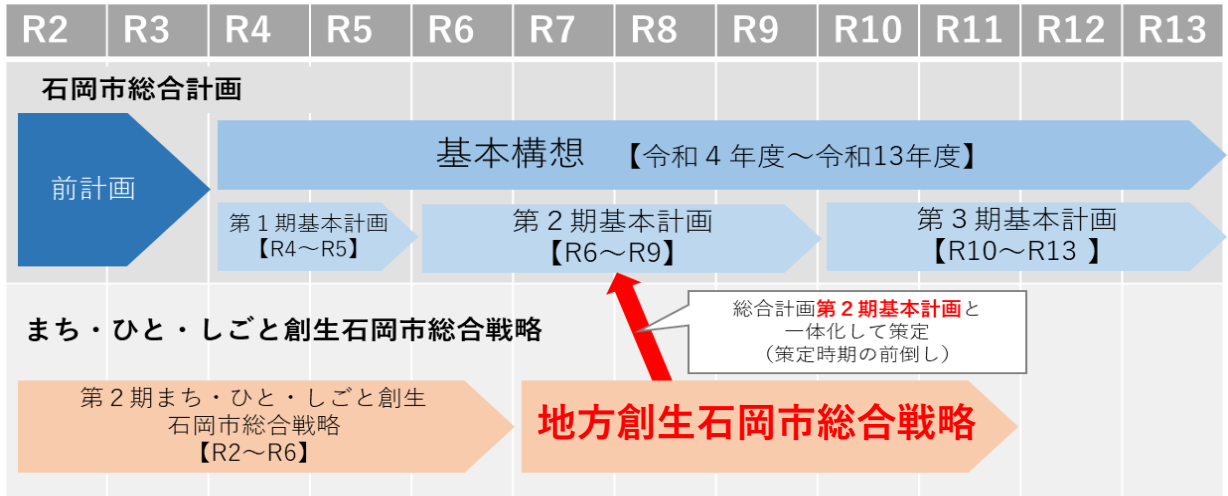 R2 R3 R4 R5 R6 R7 R8 R9 R10 R11 R12 R13
石岡市総合計画
前計画
基本構想 【令和４年度～令和13年度】
第１期基本計画
【R4～R5】
第２期基本計画
【R6～R9】
第３期基本計画
【R10～R13 】
まち・ひと・しごと創生石岡市総合戦略
総合計画第２期基本計画と
一体化して策定
（策定時期の前倒し）
第２期まち・ひと・しごと創生
石岡市総合戦略
【R2～R6】
地方創生石岡市総合戦略